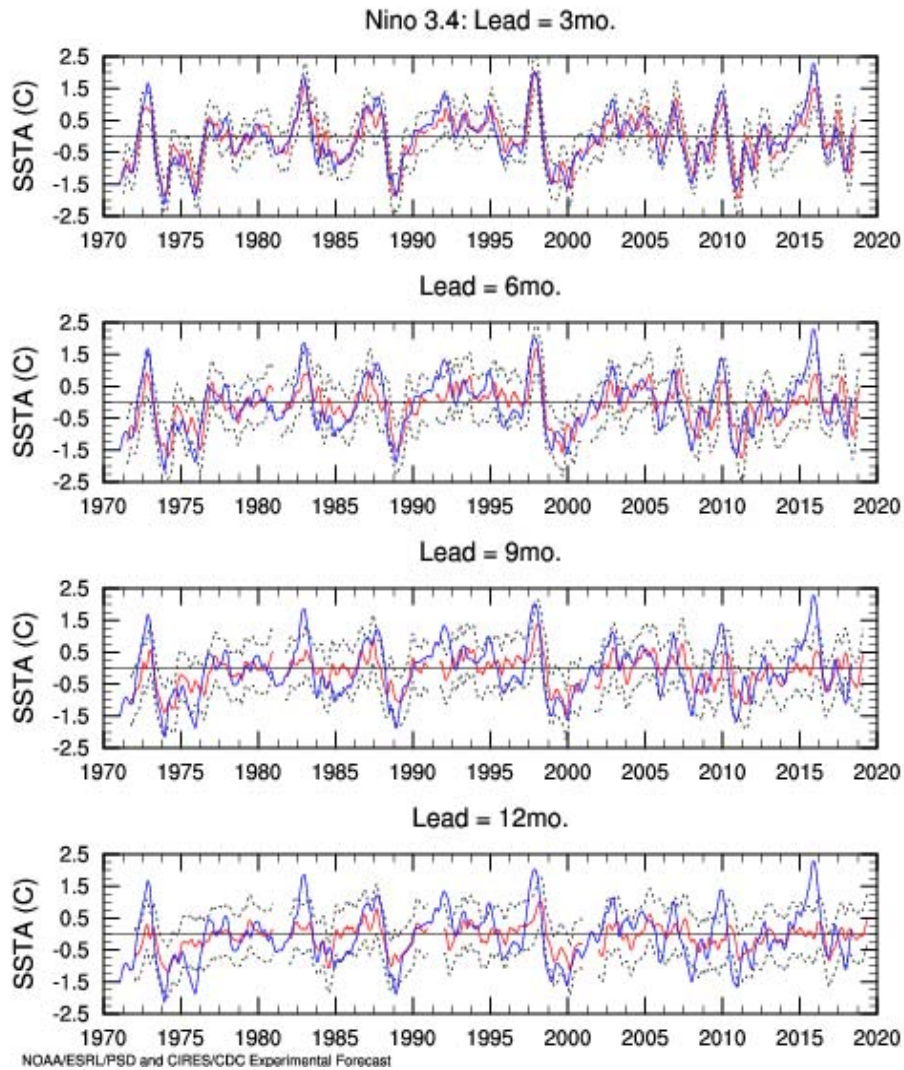 Nino 3.4: Lead = 3mo.
2.5
1.5
0.5
-0.5
-1.5
-2.5
SSTA (C)
1970 1975 1980 1985 1990 1995 2000 2005 2010 2015 2020
Lead = 6mo.
2.5
1.5
0.5
-0.5
-1.5
-2.5
SSTA (C)
1970 1975 1980 1985 1990 1995 2000 2005 2010 2015 2020
Lead = 9mo.
2.5
1.5
0.5
-0.5
-1.5
-2.5
SSTA (C)
1970 1975 1980 1985 1990 1995 2000 2005 2010 2015 2020
Lead = 12mo.
2.5
1.5
0.5
-0.5
-1.5
-2.5
SSTA (C)
1970 1975 1980 1985 1990 1995 2000 2005 2010 2015 2020
NOAA/ESRL/PSD and CIRES/CDC Experimental Forecast